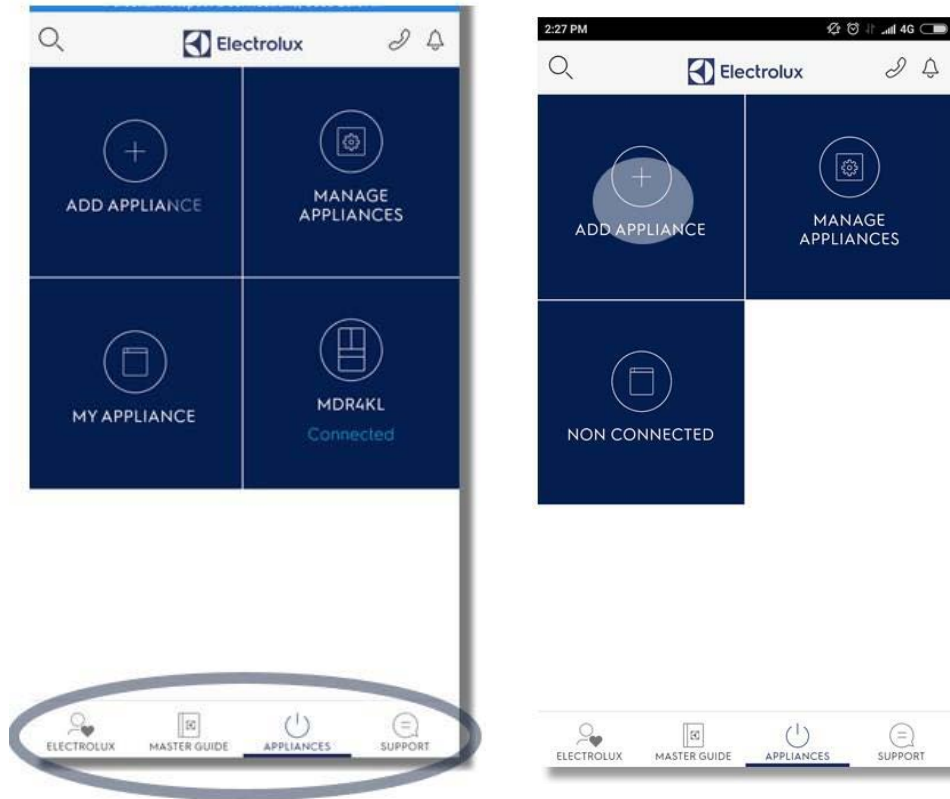 Electrolux
ADD APPLIANCE
MANAGE
APPLIANCES
MY APPLIANCE
MDR4KL
Connected
ELECTROLUX
MASTER GUIDE
APPLIANCES
SUPPORT
2:27 PM
4G
Electrolux
ADD APPLIANCE
MANAGE
APPLIANCES
NON CONNECTED
ELECTROLUX
MASTER GUIDE
APPLIANCES
SUPPORT